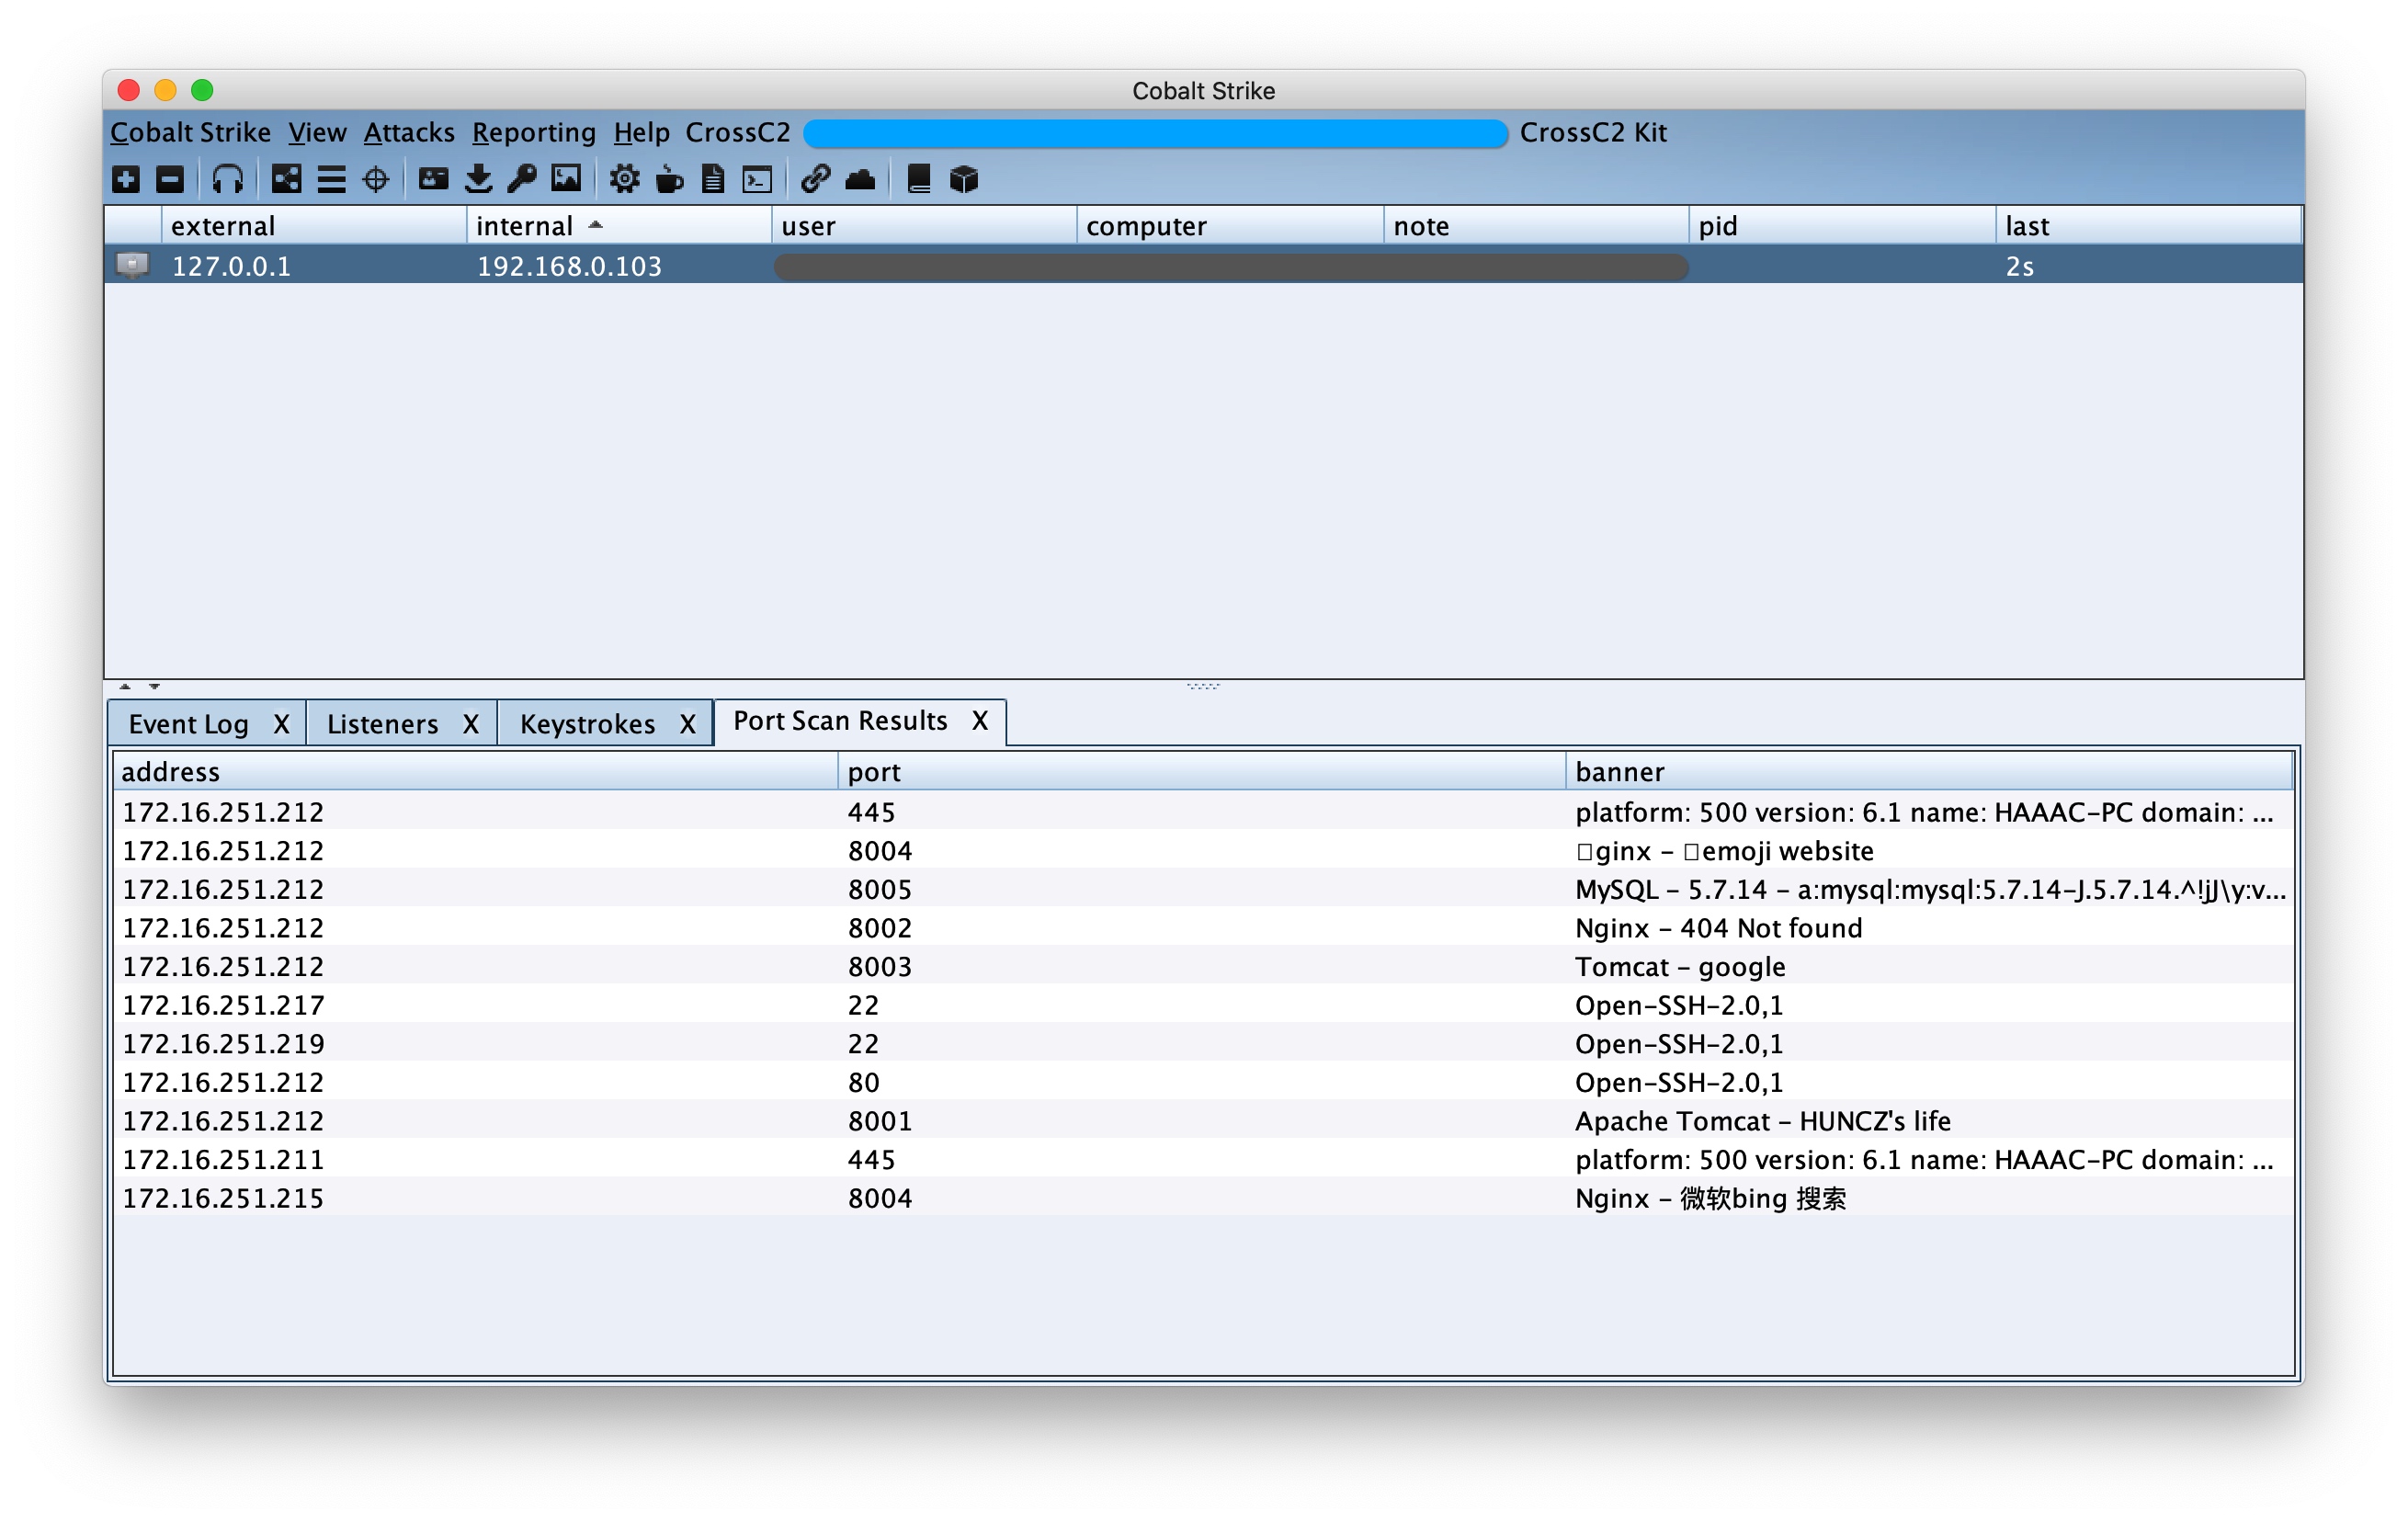 Cobalt Strike
Cobalt Strike View Attacks Reporting Help CrossC2 CrossC2 Kit
external internal user computer note pid last
127.0.0.1 192.168.0.103 2s
Event Log X Listeners X Keystrokes X Port Scan Results X
address port banner
172.16.251.212 445 platform: 500 version: 6.1 name: HAAAC-PC domain: ...
172.16.251.212 8004 □ginx - □emoji website
172.16.251.212 8005 MySQL - 5.7.14 - a:mysql:mysql:5.7.14-J.5.7.14.^!jJ\y:v...
172.16.251.212 8002 Nginx - 404 Not found
172.16.251.212 8003 Tomcat - google
172.16.251.217 22 Open-SSH-2.0,1
172.16.251.219 22 Open-SSH-2.0,1
172.16.251.212 80 Open-SSH-2.0,1
172.16.251.212 8001 Apache Tomcat - HUNCZ's life
172.16.251.211 445 platform: 500 version: 6.1 name: HAAAC-PC domain: ...
172.16.251.215 8004 Nginx - 微软bing 搜索